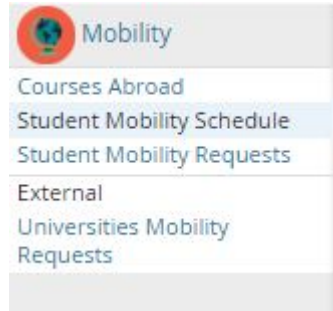 Mobility
Courses Abroad
Student Mobility Schedule
Student Mobility Requests
External
Universities Mobility
Requests